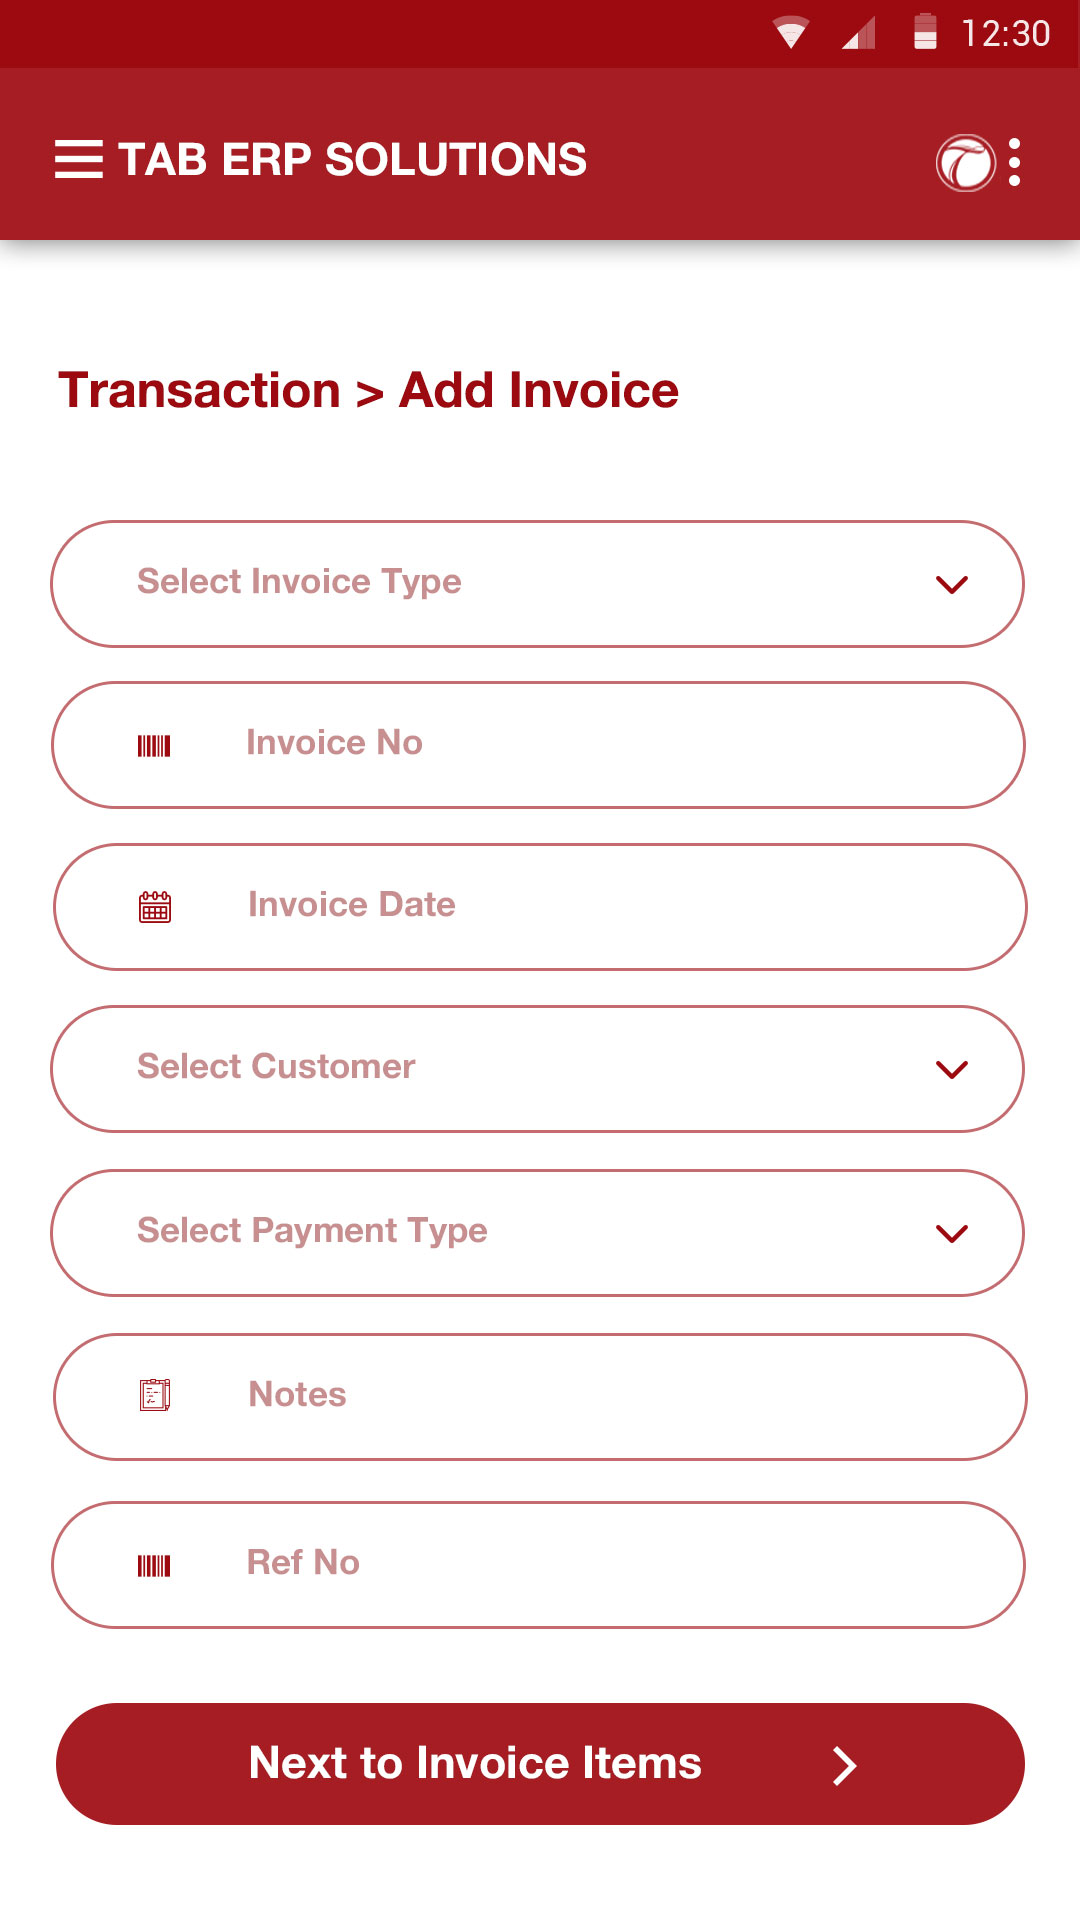 12:30
TAB ERP SOLUTIONS
Transaction > Add Invoice
Select Invoice Type
Invoice No
Invoice Date
Select Customer
Select Payment Type
Notes
Ref No
Next to Invoice Items